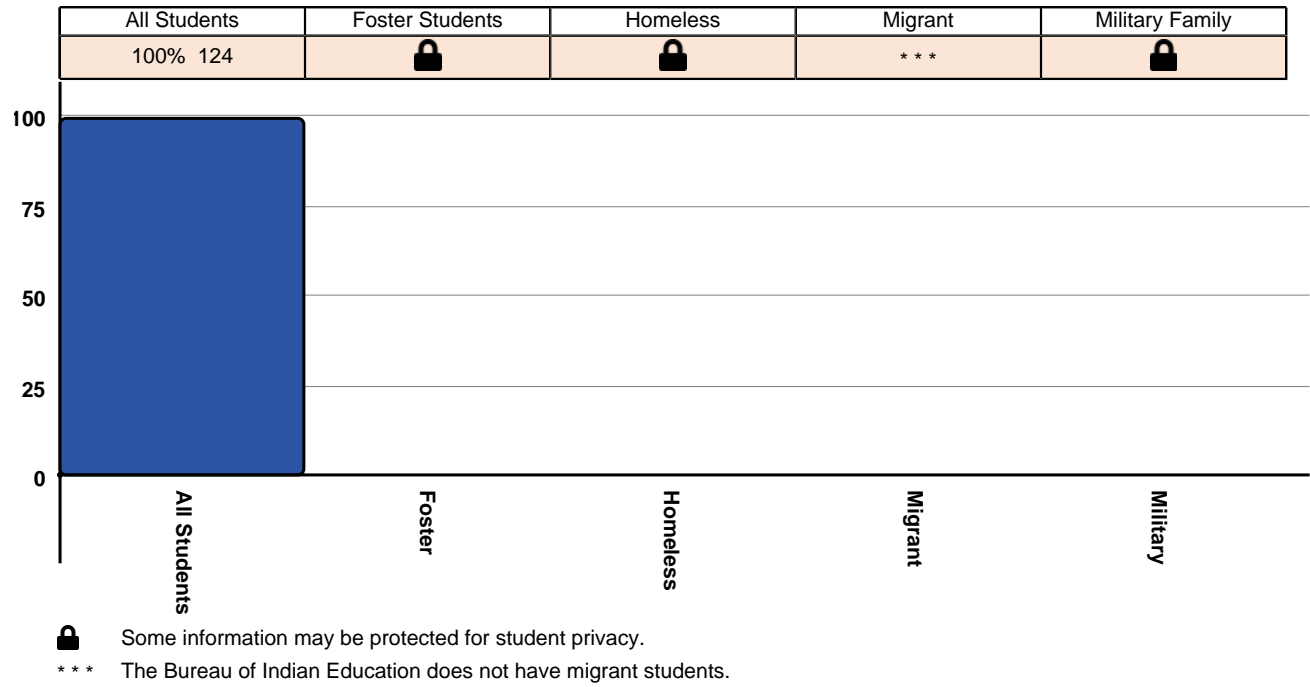 All Students Foster Students Homeless Migrant Military Family
100% 124 * * *
100
75
50
25
0
All Students
Foster
Homeless
Migrant
Military
Some information may be protected for student privacy.
* * * The Bureau of Indian Education does not have migrant students.